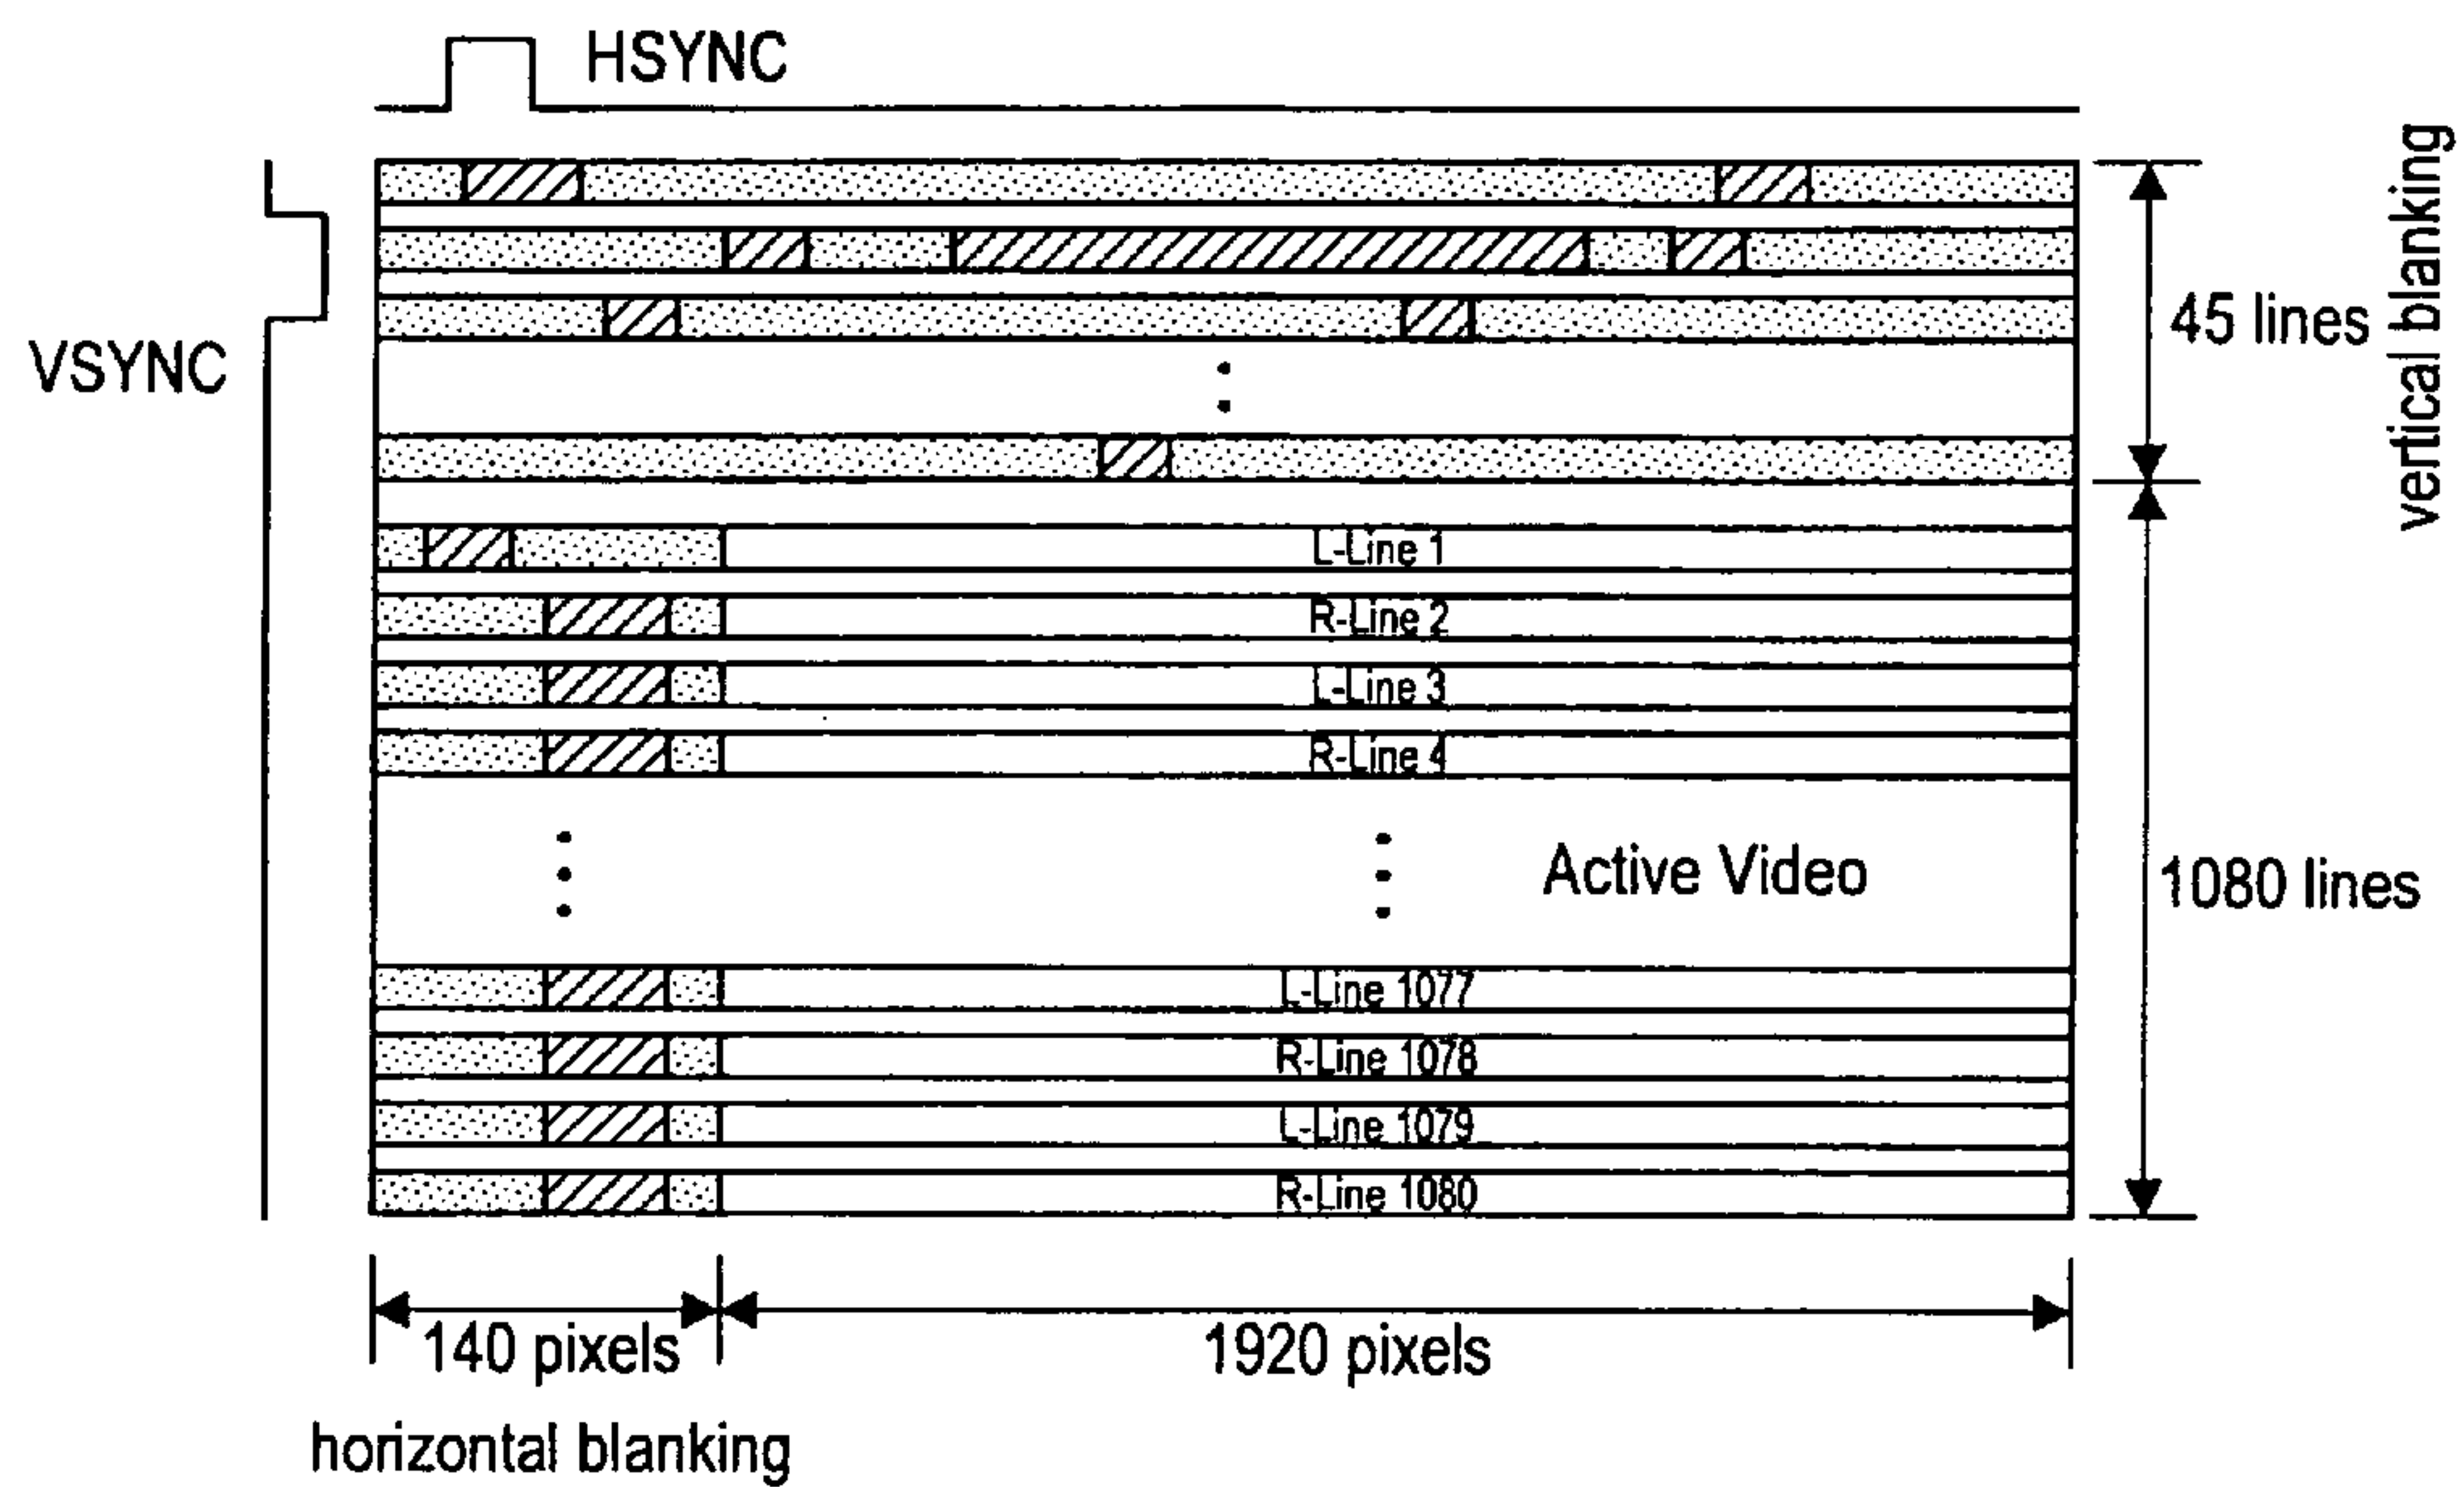 HSYNC
VSYNC
45 lines
vertical blanking
L-Line 1
R-Line 2
L-Line 3
R-Line 4
Active Video
1080 lines
L-Line 1077
R-Line 1078
L-Line 1079
R-Line 1080
140 pixels
1920 pixels
horizontal blanking